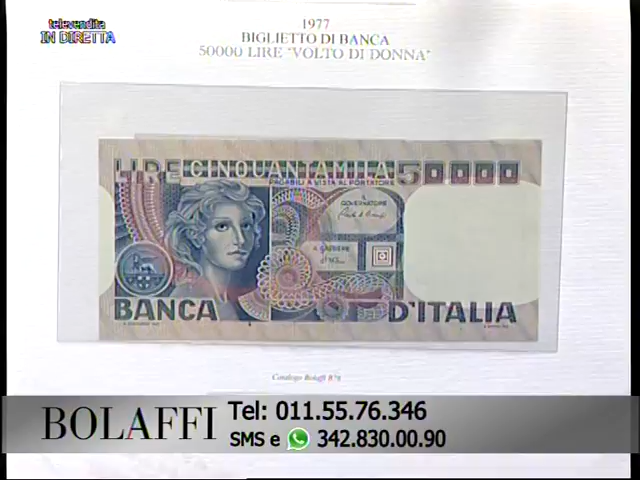 televendita
IN DIRETTA
1977
BIGLIETTO DI BANCA
50000 LIRE "VOLTO DI DONNA"
LIRE CINQUANTAMILA 50000
PAGABILI A VISTA AL PORTATORE
IL GOVERNATORE
IL CASSIERE
BANCA D'ITALIA
Catalogo Bolaffi
BOLAFFI
Tel: 011.55.76.346
SMS e 342.830.00.90